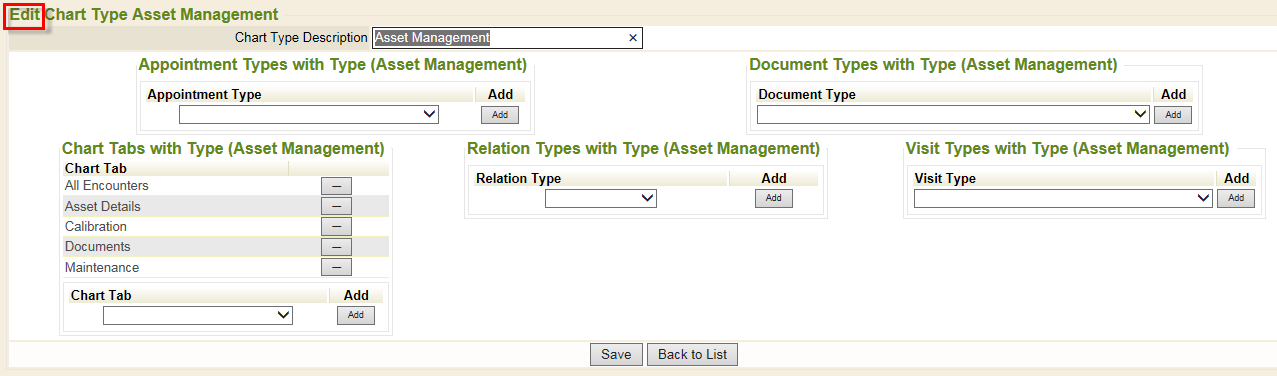 Edit Chart Type Asset Management
Chart Type Description Asset Management ×
Appointment Types with Type (Asset Management) Document Types with Type (Asset Management)
Appointment Type Add Document Type Add
Add Add
Chart Tabs with Type (Asset Management) Relation Types with Type (Asset Management) Visit Types with Type (Asset Management)
Chart Tab Relation Type Add Visit Type Add
All Encounters – Add Add
Asset Details –
Calibration –
Documents –
Maintenance –
Chart Tab Add
Add
Save Back to List